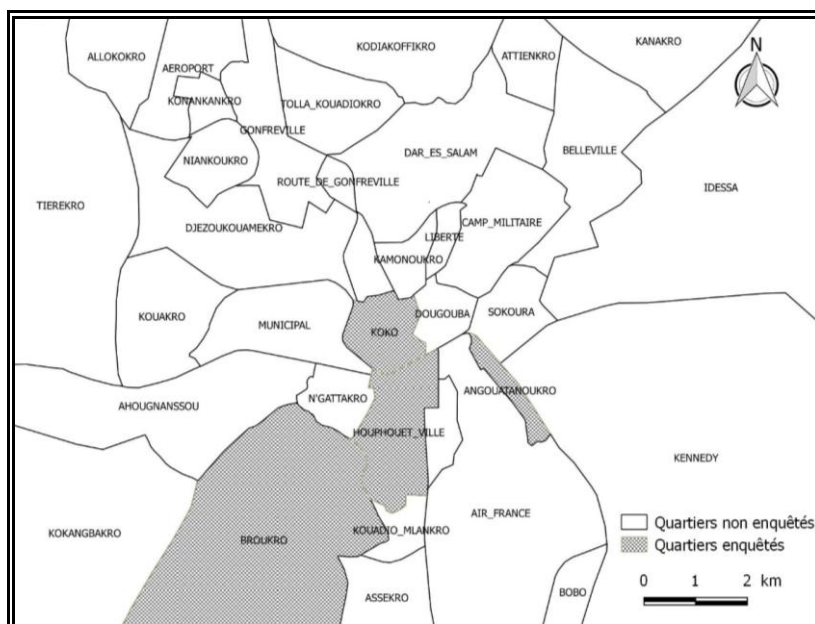 KODIAKOFFIKRO
KANAKRO
ATTIENKRO
N
ALLOKOKRO
AEROPORT
KONANKANKRO
TOLLA_KOUADIOKRO
GONFREVILLE
DAR_ES_SALAM
BELLEVILLE
NIANKOUKRO
ROUTE_DE_GONFREVILLE
IDESSA
TIEREKRO
DJEZOUKOUAMEKRO
LIBERTE
CAMP_MILITAIRE
KAMONOUKRO
KOUAKRO
MUNICIPAL
KOKO
DOUGOUBA
SOKOURA
AHOUGNANSSOU
N'GATTAKRO
ANGOUATANOUKRO
HOUPHOUET_VILLE
KENNEDY
AIR_FRANCE
KOKANGBAKRO
BROUKRO
KOUADIO_MLANKRO
Quartiers non enquêtés
Quartiers enquêtés
ASSEKRO
BOBO
0 1 2 km